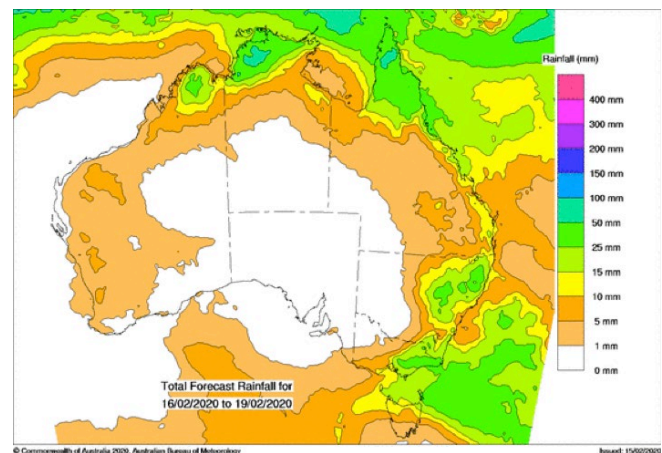 Rainfall (mm)
400 mm
300 mm
200 mm
150 mm
100 mm
50 mm
25 mm
15 mm
10 mm
5 mm
1 mm
0 mm
Total Forecast Rainfall for
16/02/2020 to 19/02/2020
© Commonwealth of Australia 2020, Australian Bureau of Meteorology
Issued: 15/02/2020